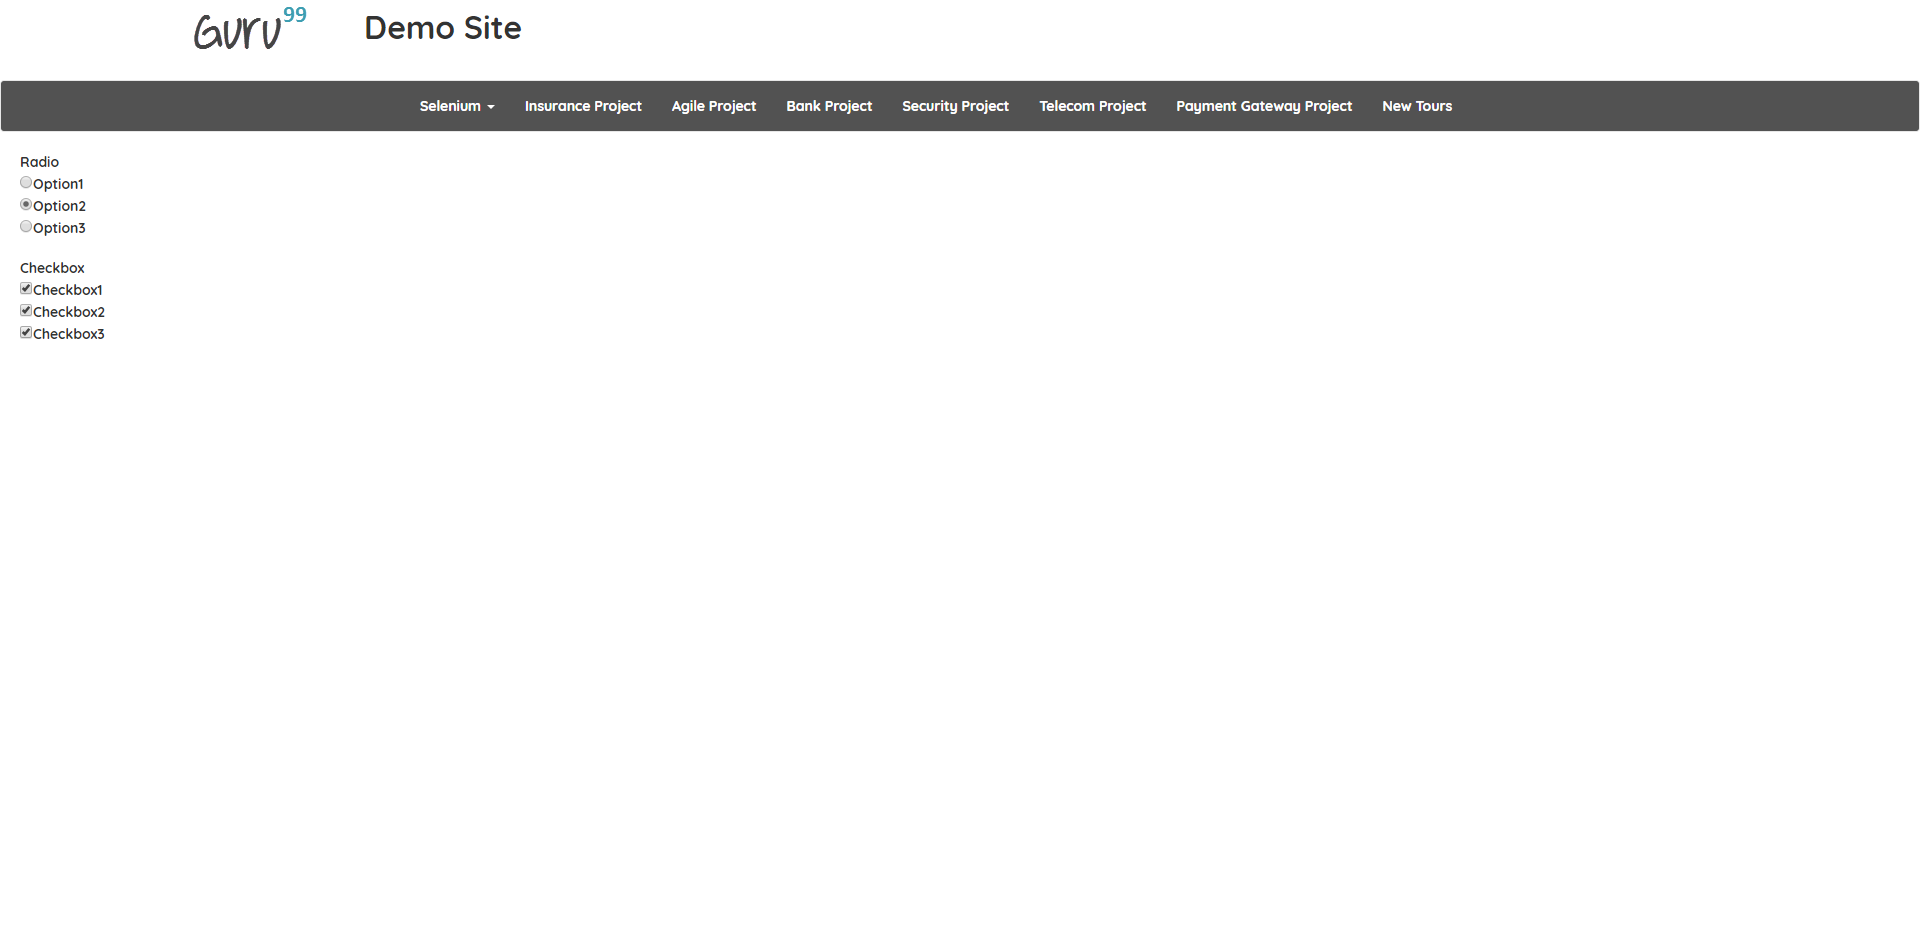 Guru99 Demo Site
Selenium Insurance Project Agile Project Bank Project Security Project Telecom Project Payment Gateway Project New Tours
Radio
Option1
Option2
Option3
Checkbox
Checkbox1
Checkbox2
Checkbox3